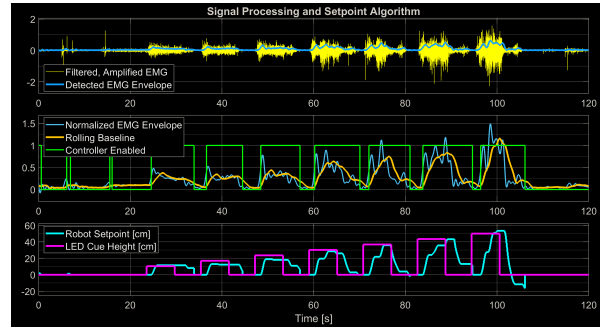 Signal Processing and Setpoint Algorithm
2
0
-2
Filtered, Amplified EMG
Detected EMG Envelope
0 20 40 60 80 100 120
1.5
1
0.5
0
Normalized EMG Envelope
Rolling Baseline
Controller Enabled
0 20 40 60 80 100 120
60
40
20
0
-20
Robot Setpoint [cm]
LED Cue Height [cm]
0 20 40 60 80 100 120
Time [s]